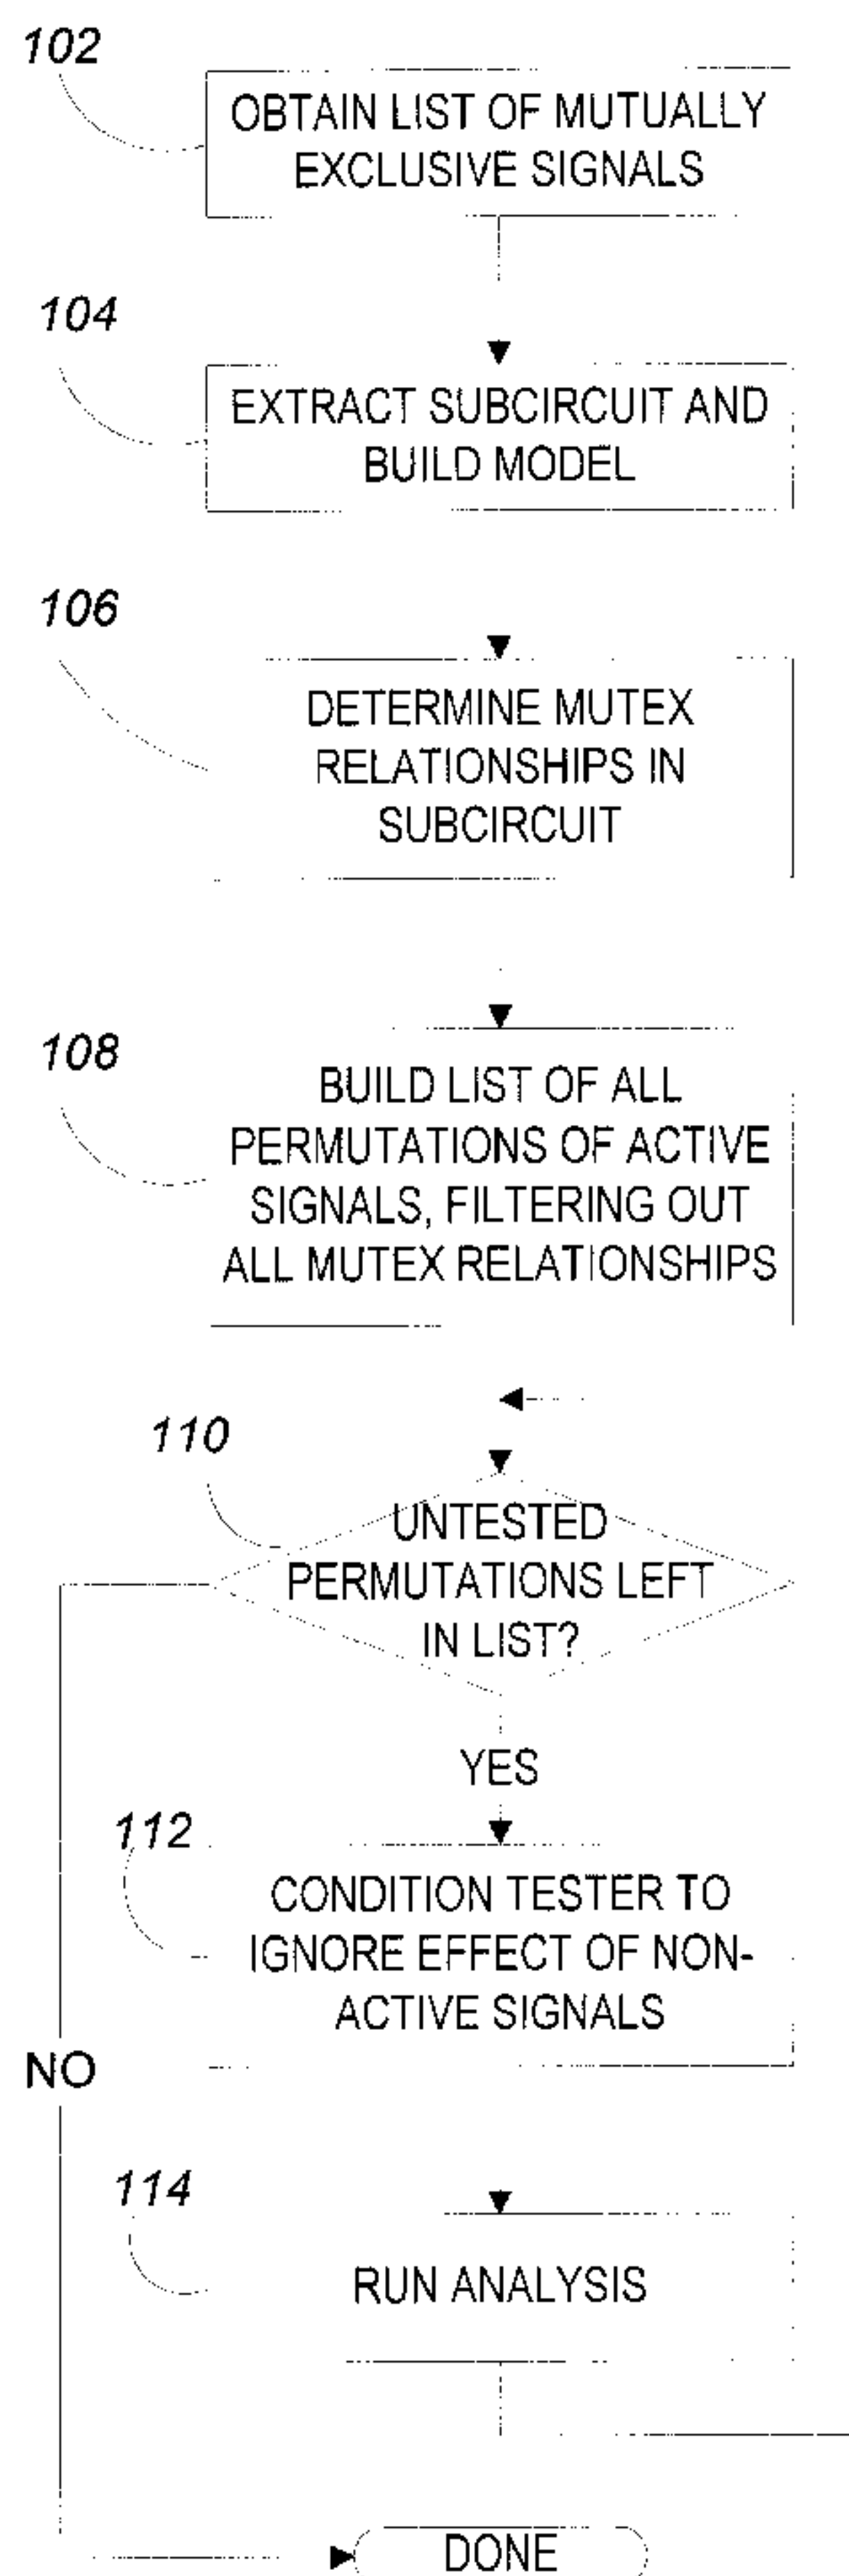 102
OBTAIN LIST OF MUTUALLY
EXCLUSIVE SIGNALS
104
EXTRACT SUBCIRCUIT AND
BUILD MODEL
106
DETERMINE MUTEX
RELATIONSHIPS IN
SUBCIRCUIT
108
BUILD LIST OF ALL
PERMUTATIONS OF ACTIVE
SIGNALS, FILTERING OUT
ALL MUTEX RELATIONSHIPS
110
UNTESTED
PERMUTATIONS LEFT
IN LIST?
YES
112
CONDITION TESTER TO
IGNORE EFFECT OF NON-
ACTIVE SIGNALS
NO
114
RUN ANALYSIS
DONE